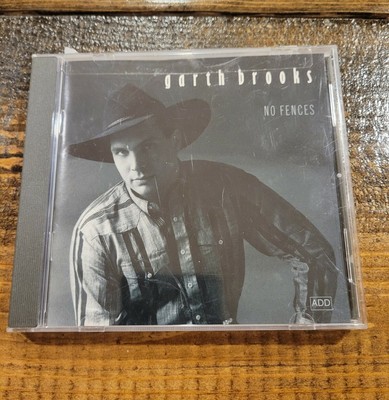 garth brooks
NO FENCES
ADD